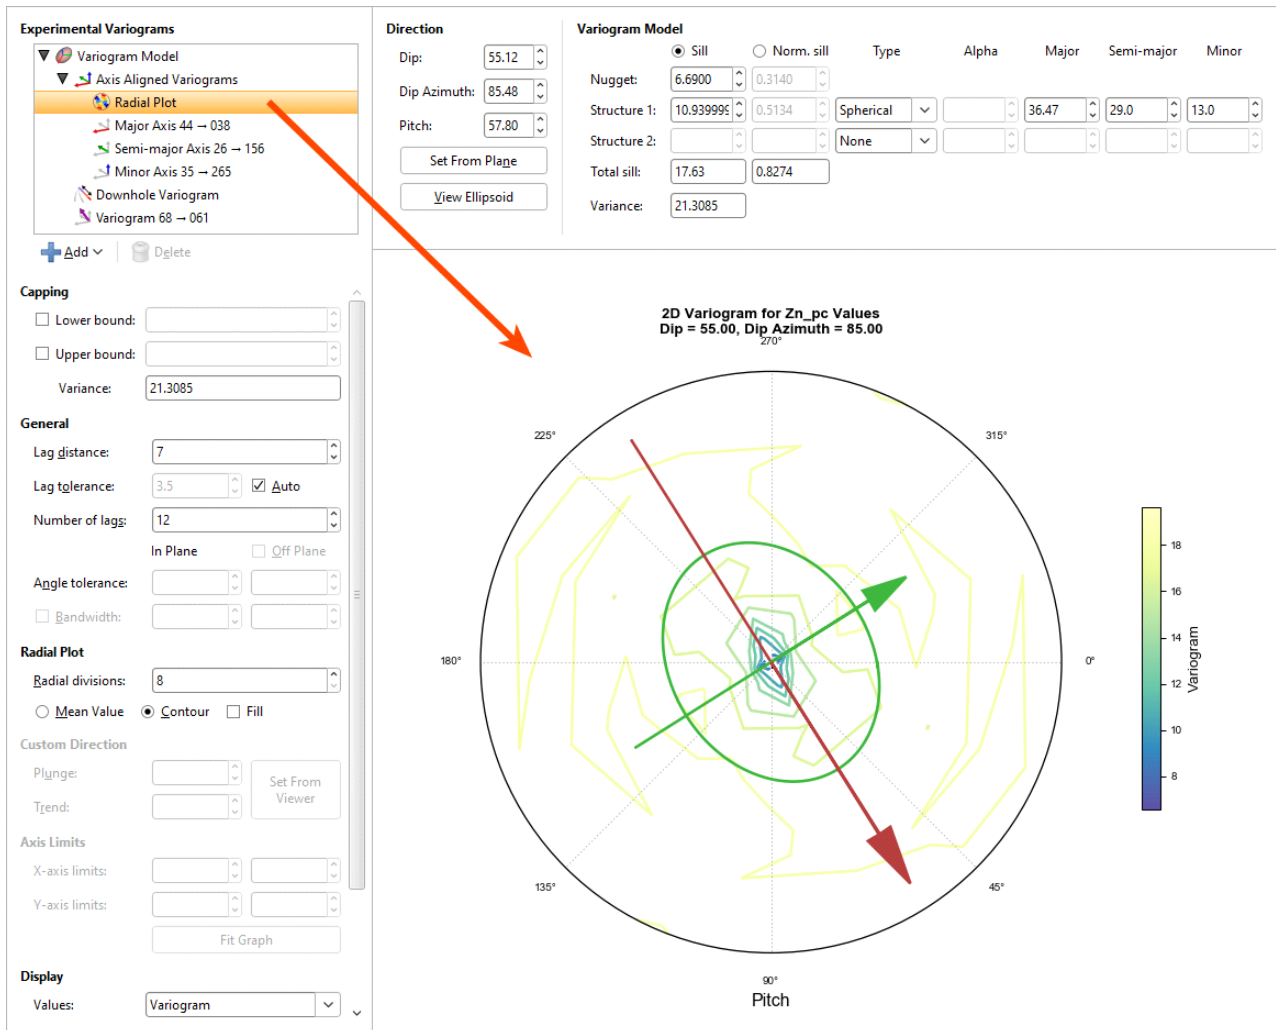 Experimental Variograms
Variogram Model
Axis Aligned Variograms
Radial Plot
Major Axis 44 → 038
Semi-major Axis 26 → 156
Minor Axis 35 → 265
Downhole Variogram
Variogram 68 → 061
Add
Delete
Capping
Lower bound:
Upper bound:
Variance: 21.3085
General
Lag distance: 7
Lag tolerance: 3.5 Auto
Number of lags: 12
In Plane Off Plane
Angle tolerance:
Bandwidth:
Radial Plot
Radial divisions: 8
Mean Value Contour Fill
Custom Direction
Plunge:
Trend:
Set From
Viewer
Axis Limits
X-axis limits:
Y-axis limits:
Fit Graph
Display
Values: Variogram
Direction
Dip: 55.12
Dip Azimuth: 85.48
Pitch: 57.80
Set From Plane
View Ellipsoid
Variogram Model
Sill Norm. sill Type Alpha Major Semi-major Minor
Nugget: 6.6900 0.3140
Structure 1: 10.939999 0.5134 Spherical 36.47 29.0 13.0
Structure 2: None
Total sill: 17.63 0.8274
Variance: 21.3085
2D Variogram for Zn_pc Values
Dip = 55.00, Dip Azimuth = 85.00
270°
225°
315°
180°
0°
135°
45°
90°
Pitch
18
16
14
12
10
8
Variogram